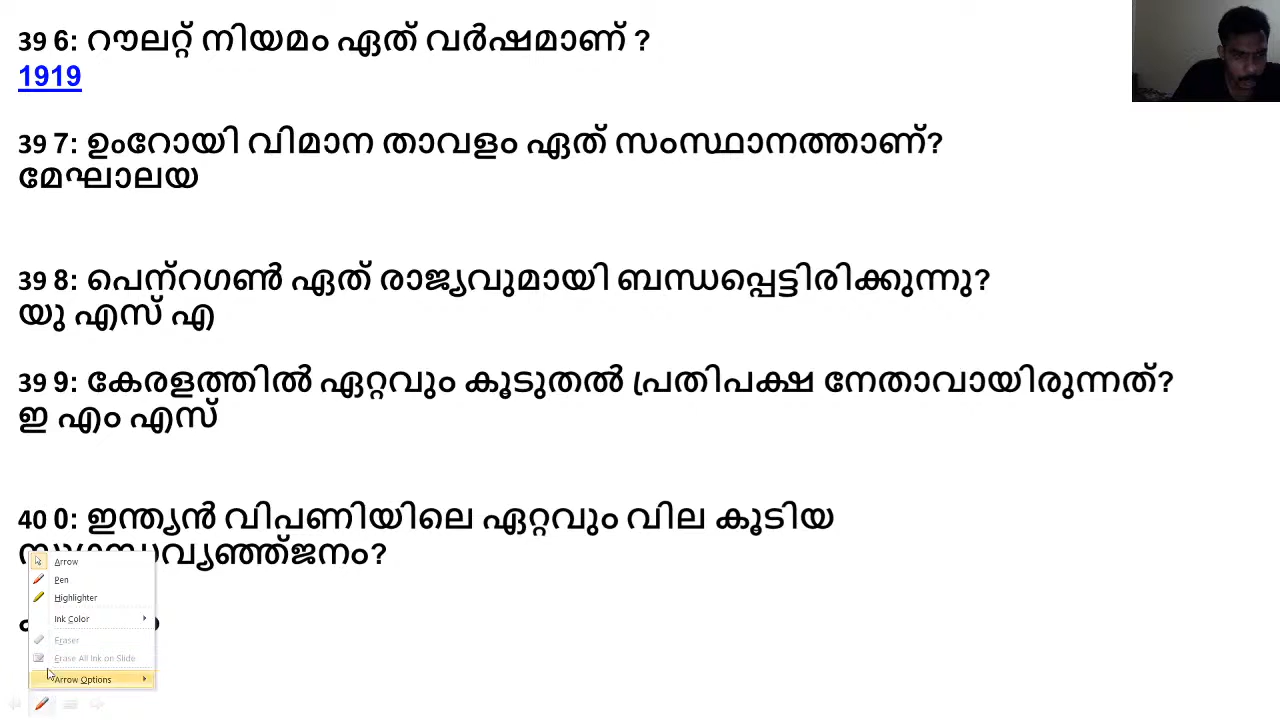 39 6: റൗലറ്റ് നിയമം ഏത് വർഷമാണ് ?
1919
39 7: ഉംറോയി വിമാന താവളം ഏത് സംസ്ഥാനത്താണ്?
മേഘാലയ
39 8: പെന്റഗൺ ഏത് രാജ്യവുമായി ബന്ധപ്പെട്ടിരിക്കുന്നു?
യു എസ് എ
39 9: കേരളത്തിൽ ഏറ്റവും കൂടുതൽ പ്രതിപക്ഷ നേതാവായിരുന്നത്?
ഇ എം എസ്
40 0: ഇന്ത്യൻ വിപണിയിലെ ഏറ്റവും വില കൂടിയ
Arrow
Pen
Highlighter
Ink Color
Eraser
Erase All Ink on Slide
Arrow Options